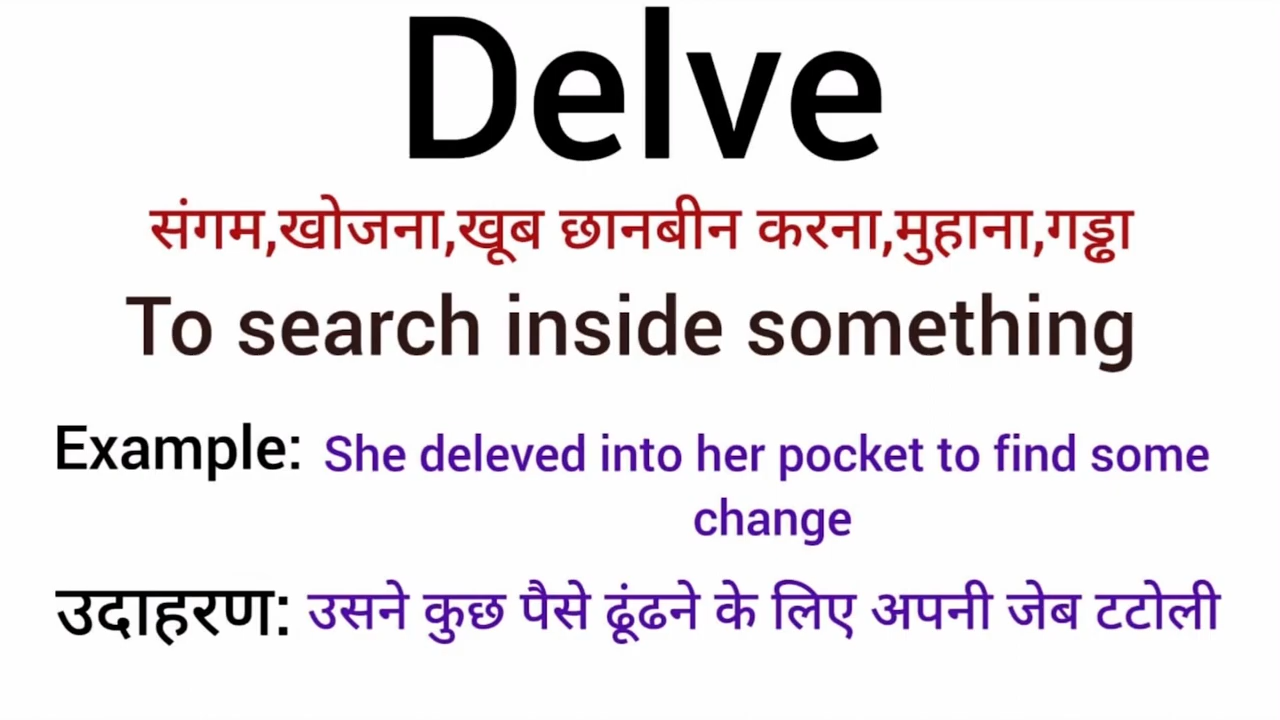 Delve
संगम,खोजना,खूब छानबीन करना,मुहाना,गड्ढा
To search inside something
Example: She deleved into her pocket to find some
change
उदाहरण: उसने कुछ पैसे ढूंढने के लिए अपनी जेब टटोली